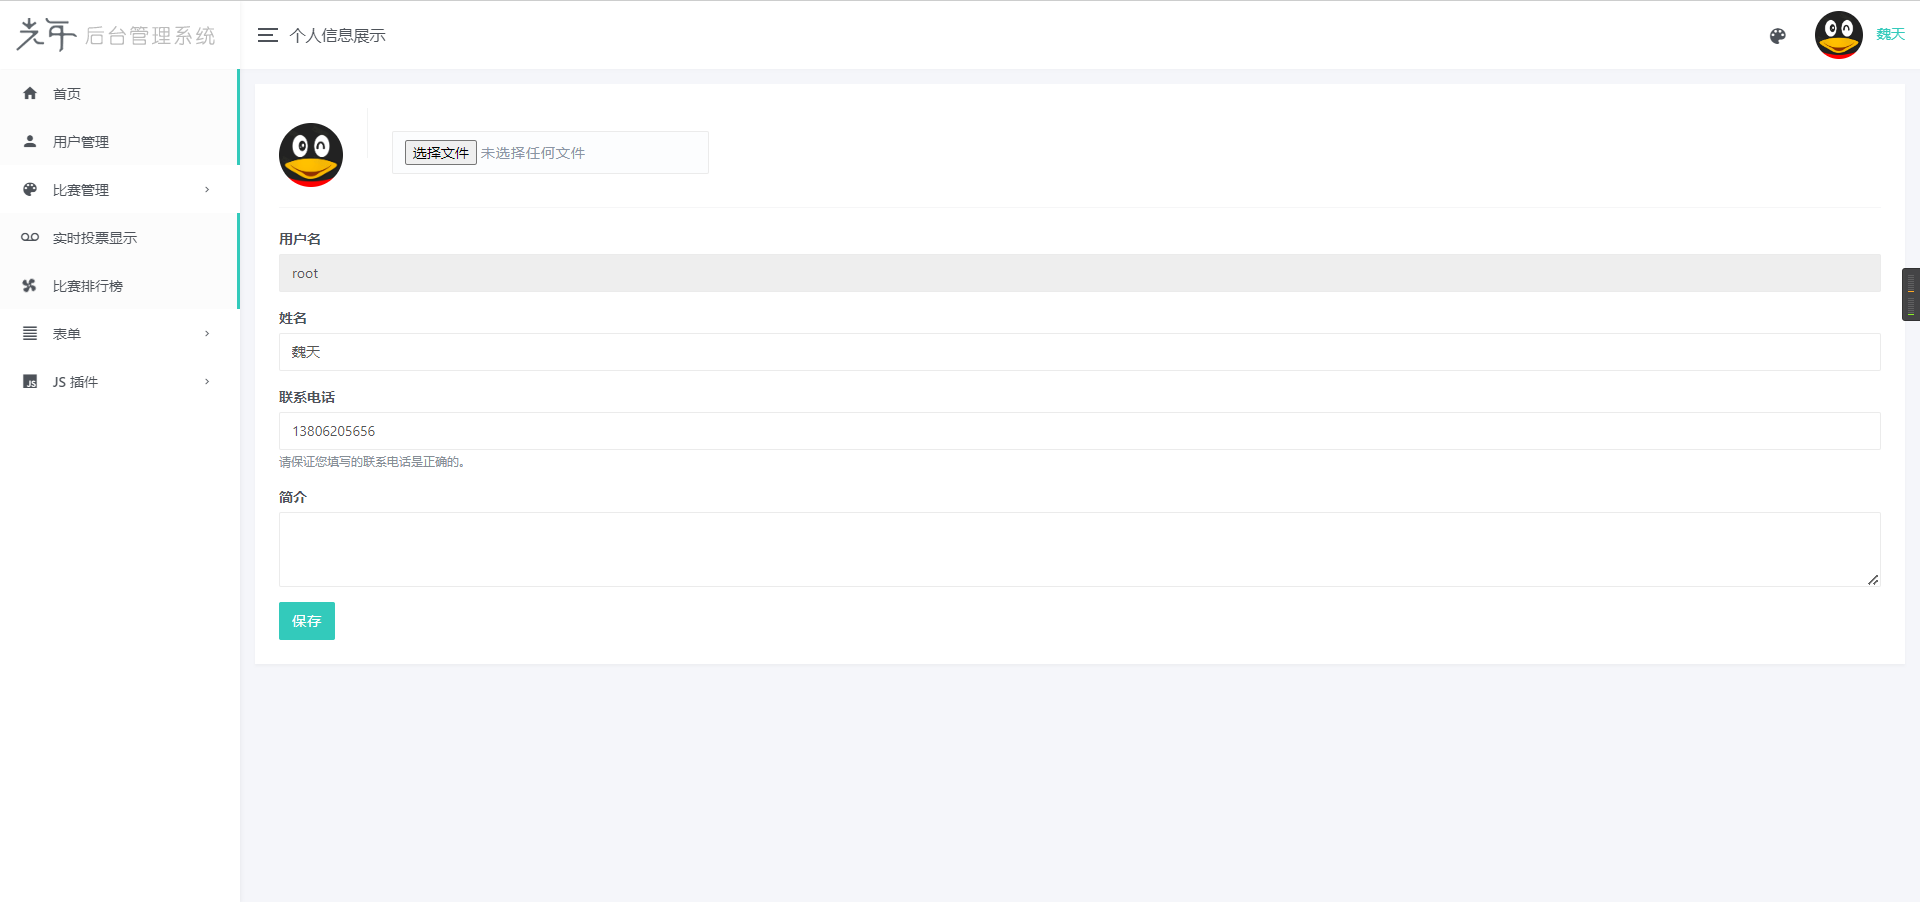 光年 后台管理系统
个人信息展示
魏天
首页
用户管理
比赛管理
实时投票显示
比赛排行榜
表单
JS 插件
选择文件 未选择任何文件
用户名
root
姓名
魏天
联系电话
13806205656
请保证您填写的联系电话是正确的。
简介
保存